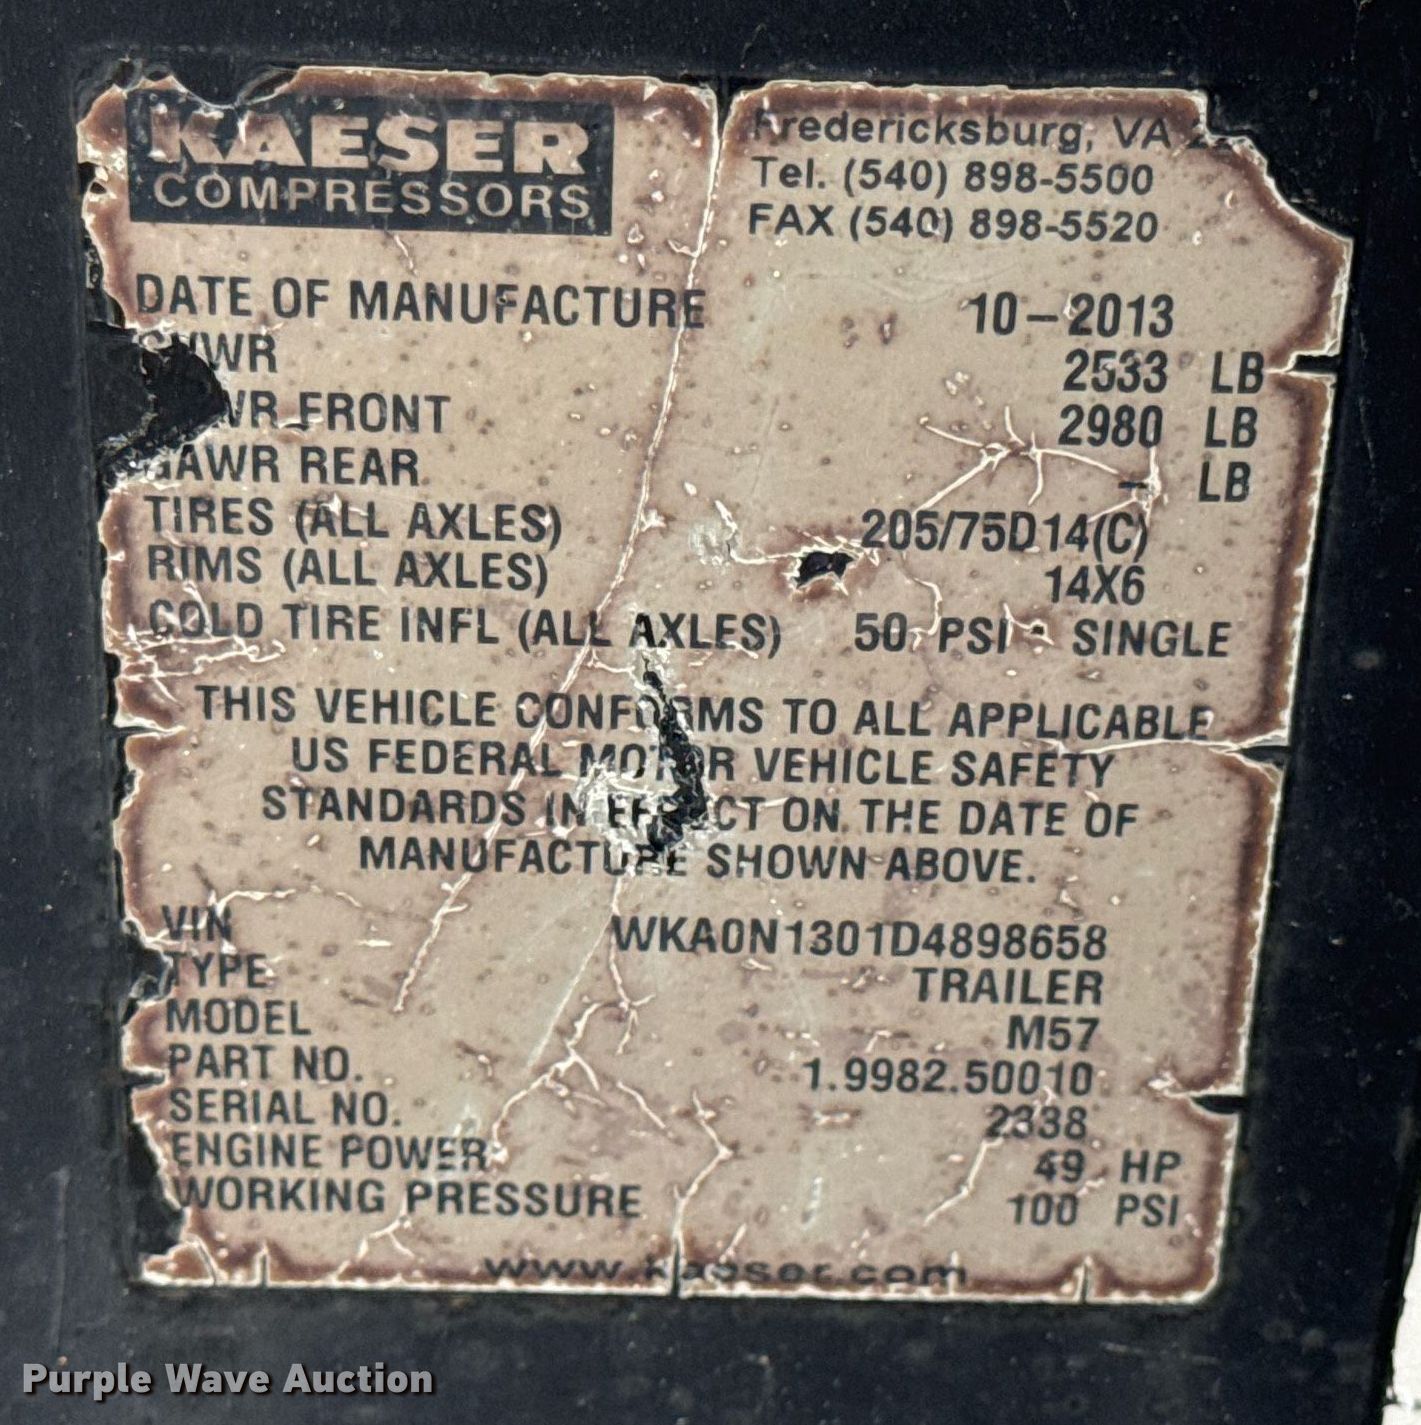 KAESER
COMPRESSORS
Fredericksburg, VA
Tel. (540) 898-5500
FAX (540) 898-5520
DATE OF MANUFACTURE 10-2013
GVWR 2533 LB
WR FRONT 2980 LB
GAWR REAR - LB
TIRES (ALL AXLES) 205/75D14(C)
RIMS (ALL AXLES) 14X6
COLD TIRE INFL (ALL AXLES) 50 PSI - SINGLE
THIS VEHICLE CONFORMS TO ALL APPLICABLE
US FEDERAL MOTOR VEHICLE SAFETY
STANDARDS IN EFFECT ON THE DATE OF
MANUFACTURE SHOWN ABOVE.
VIN WKA0N1301D4898658
TYPE TRAILER
MODEL M57
PART NO. 1.9982.50010
SERIAL NO. 2338
ENGINE POWER 49 HP
WORKING PRESSURE 100 PSI
www.kaeser.com
Purple Wave Auction